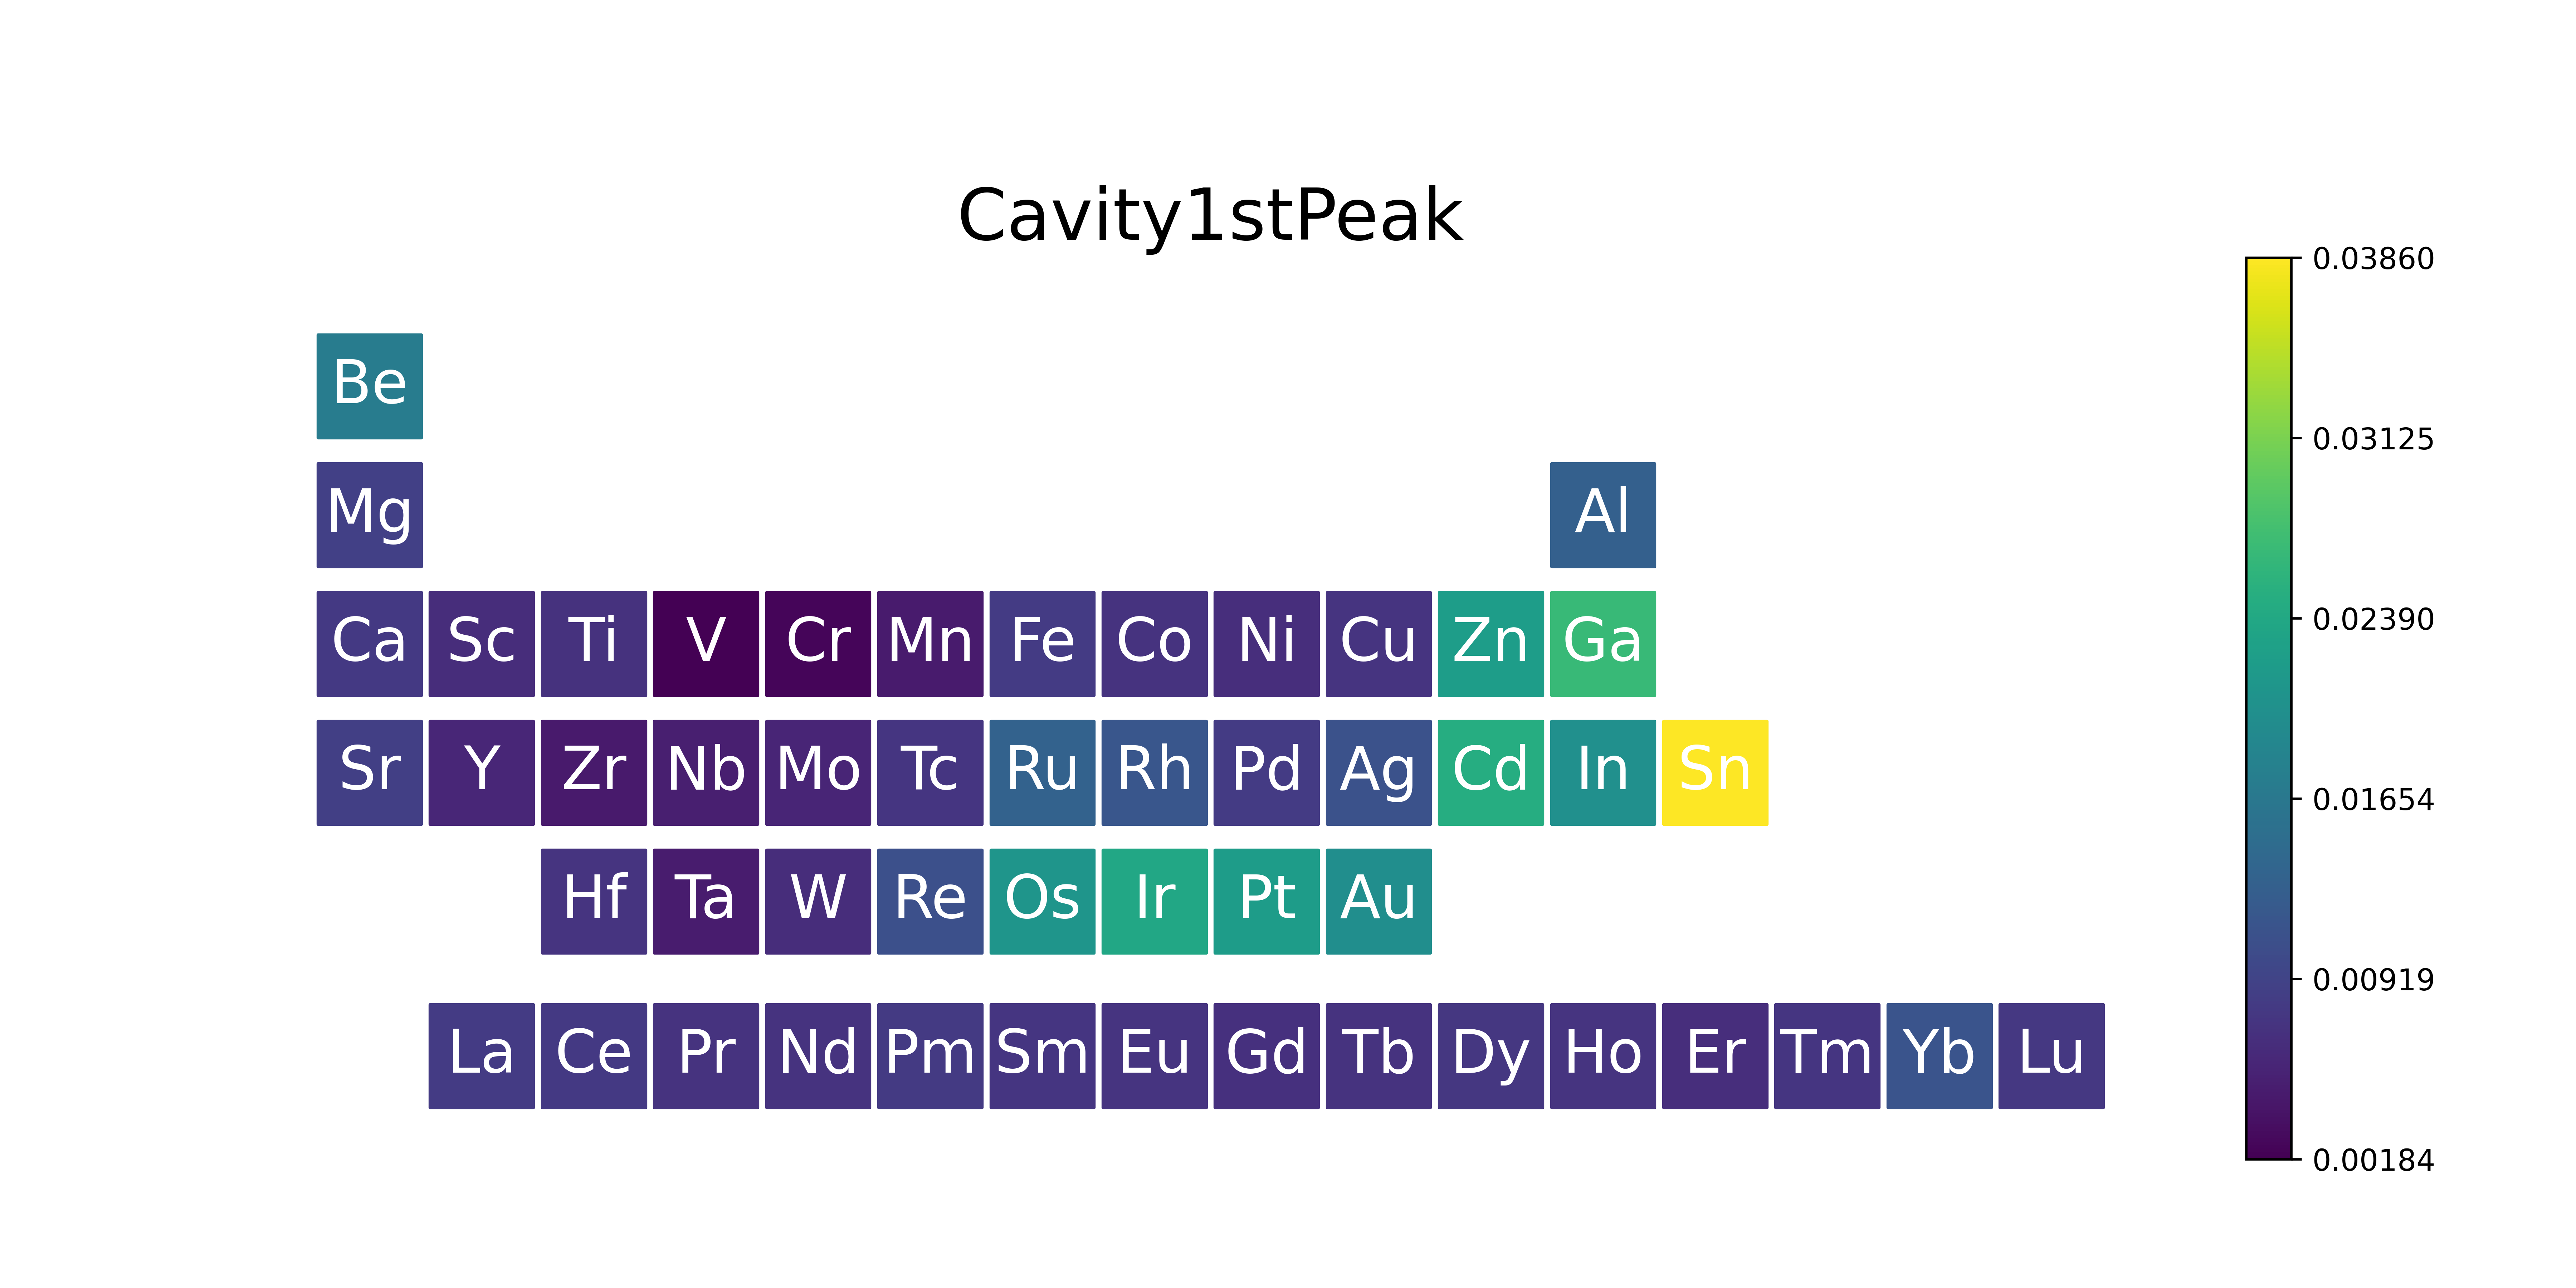 Cavity1stPeak
Be
Mg Al
Ca Sc Ti V Cr Mn Fe Co Ni Cu Zn Ga
Sr Y Zr Nb Mo Tc Ru Rh Pd Ag Cd In Sn
Hf Ta W Re Os Ir Pt Au
La Ce Pr Nd Pm Sm Eu Gd Tb Dy Ho Er Tm Yb Lu
0.03860
0.03125
0.02390
0.01654
0.00919
0.00184